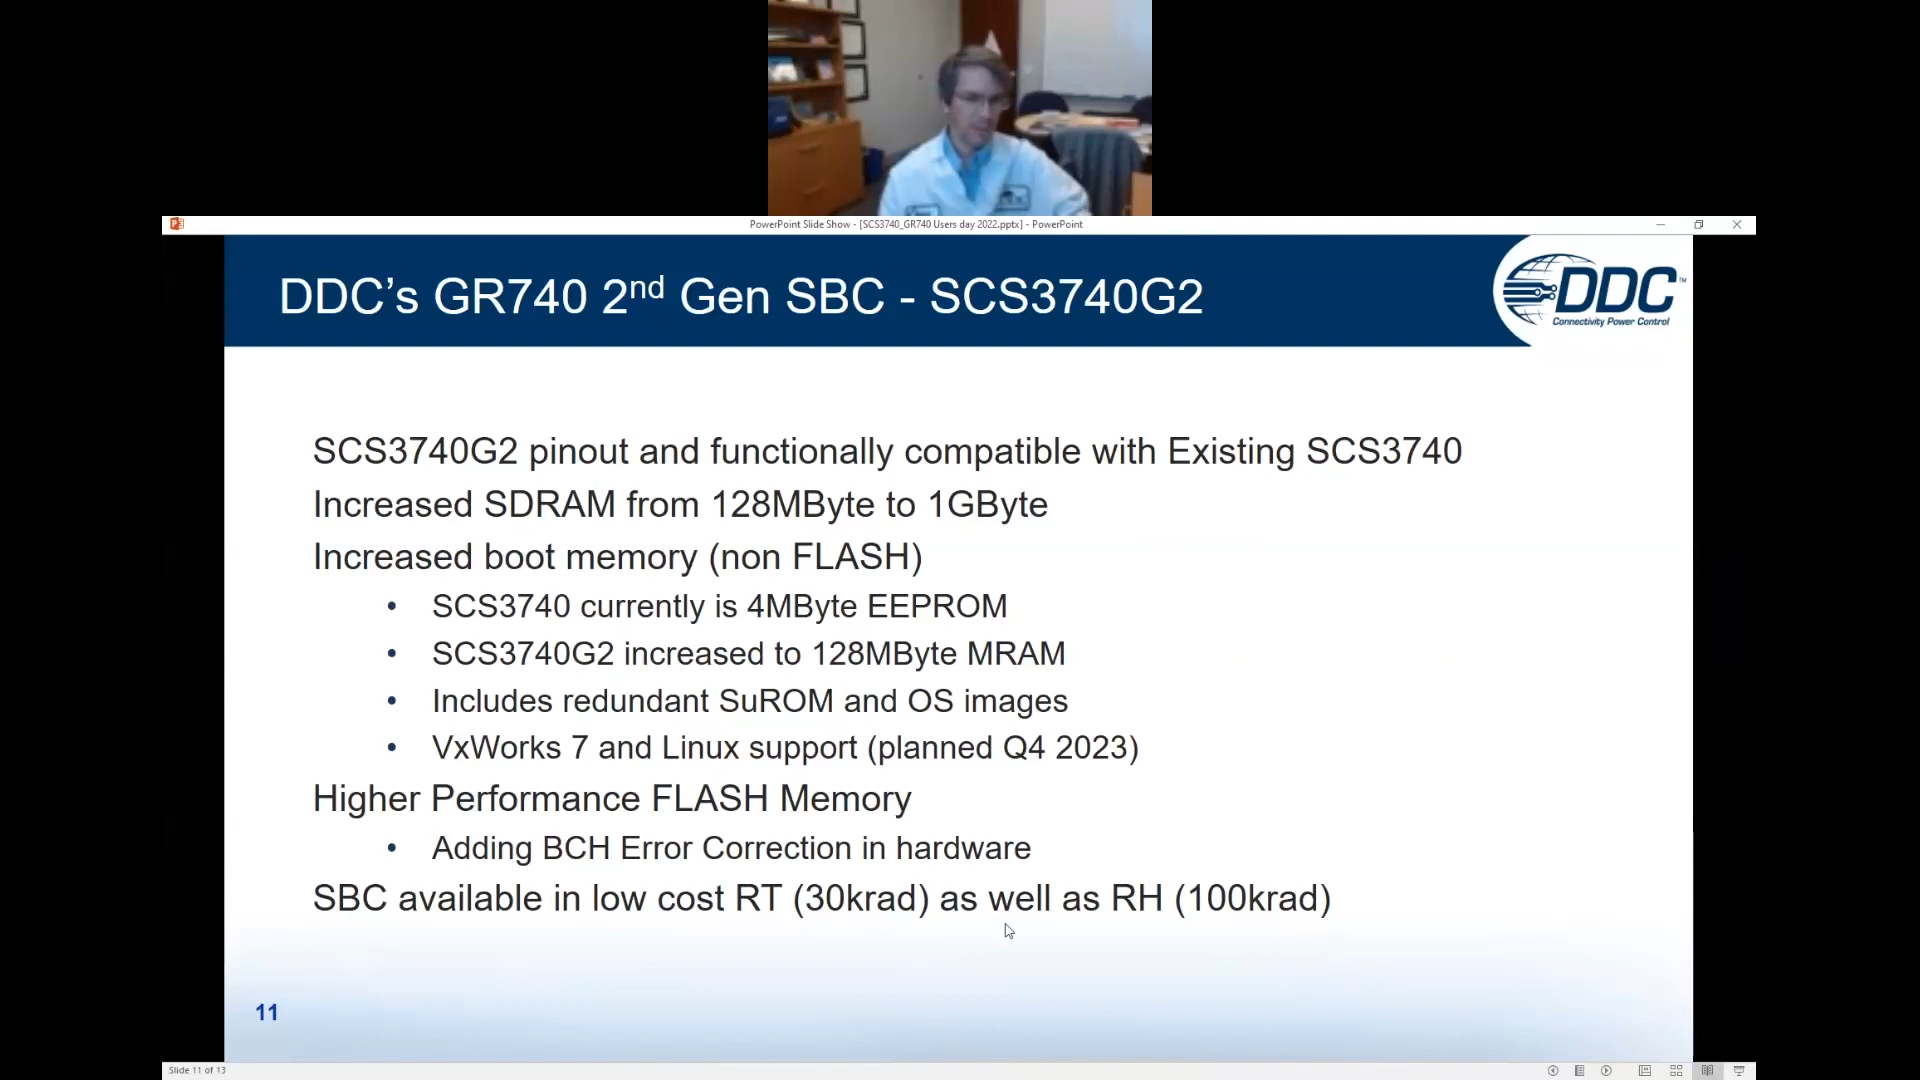 PowerPoint Slide Show - [SCS3740_GR740 Users day 2022.pptx] - PowerPoint
DDC's GR740 2nd Gen SBC - SCS3740G2
DDC™
Connectivity Power Control
SCS3740G2 pinout and functionally compatible with Existing SCS3740
Increased SDRAM from 128MByte to 1GByte
Increased boot memory (non FLASH)
• SCS3740 currently is 4MByte EEPROM
• SCS3740G2 increased to 128MByte MRAM
• Includes redundant SuROM and OS images
• VxWorks 7 and Linux support (planned Q4 2023)
Higher Performance FLASH Memory
• Adding BCH Error Correction in hardware
SBC available in low cost RT (30krad) as well as RH (100krad)
11
Slide 11 of 13